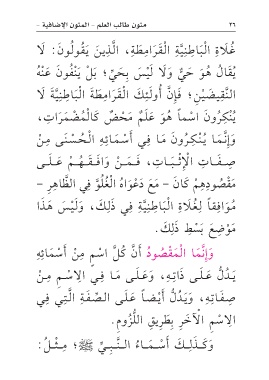 ٢٦ متون طالب العلم - المتون الإضافية -
غُلَاةِ الْبَاطِنِيَّةِ الْقَرَامِطَةِ، الَّذِينَ يَقُولُونَ: لَا
يُقَالُ هُوَ حَيٌّ وَلَا لَيْسَ بِحَيٍّ؛ بَلْ يَنْفُونَ عَنْهُ
النَّقِيضَيْنِ؛ فَإِنَّ أُولَئِكَ الْقَرَامِطَةَ الْبَاطِنِيَّةَ لَا
يُنْكِرُونَ اسْماً هُوَ عَلَمٌ مَحْضٌ كَالْمُضْمَرَاتِ،
وَإِنَّمَا يُنْكِرُونَ مَا فِي أَسْمَائِهِ الْحُسْنَى مِنْ
صِفَاتِ الْإِثْبَاتِ، فَمَنْ وَافَقَهُمْ عَلَى
مَقْصُودِهِمْ كَانَ - مَعَ دَعْوَاهُ الْغُلُوَّ فِي الظَّاهِرِ -
مُوَافِقاً لِغُلَاةِ الْبَاطِنِيَّةِ فِي ذَلِكَ، وَلَيْسَ هَذَا
مَوْضِعَ بَسْطِ ذَلِكَ.
وَإِنَّمَا الْمَقْصُودُ أَنَّ كُلَّ اسْمٍ مِنْ أَسْمَائِهِ
يَدُلُّ عَلَى ذَاتِهِ، وَعَلَى مَا فِي الِاسْمِ مِنْ
صِفَاتِهِ، وَيَدُلُّ أَيْضاً عَلَى الصِّفَةِ الَّتِي فِي
الِاسْمِ الْآخَرِ بِطَرِيقِ اللُّزُومِ.
وَكَذَلِكَ أَسْمَاءُ النَّبِيِّ ﷺ؛ مِثْلُ: